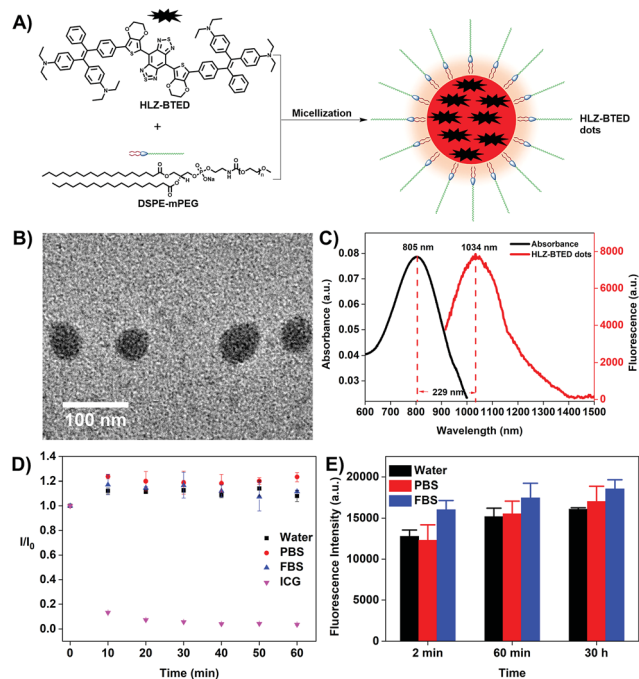 A)
S
S
N
N
N
N
N
N
N
N
O
O
O
O
S
S
HLZ-BTED
+
Micellization
HLZ-BTED
dots
O
O
O
O
H
O
P
O
O
ONa
N
H
O
O
n
DSPE-mPEG
B)
100 nm
C)
805 nm
1034 nm
Absorbance
HLZ-BTED dots
229 nm
Absorbance (a.u.)
0.08
0.07
0.06
0.05
0.04
0.03
Fluorescence (a.u.)
8000
6000
4000
2000
0
600 700 800 900 1000 1100 1200 1300 1400 1500
Wavelength (nm)
D)
I/I0
1.4
1.2
1.0
0.8
0.6
0.4
0.2
0.0
Water
PBS
FBS
ICG
0 10 20 30 40 50 60
Time (min)
E)
Fluorescence Intensity (a.u.)
20000
15000
10000
5000
0
Water
PBS
FBS
2 min 60 min 30 h
Time